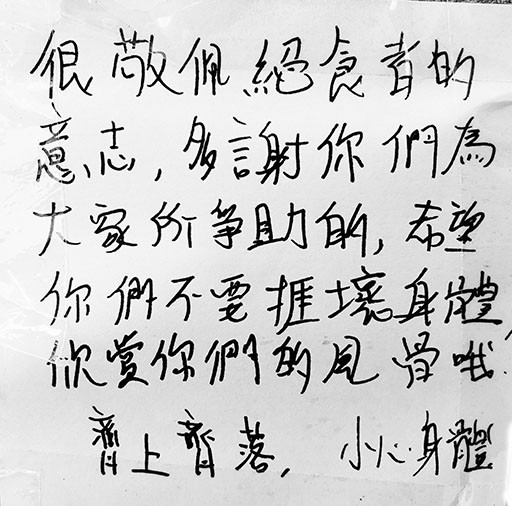 很敬佩絕食者的
意志,多謝你們為
大家所爭助的,希望
你們不要捱壞身體
欣賞你們的風骨哦!
齊上齊落,小心身體